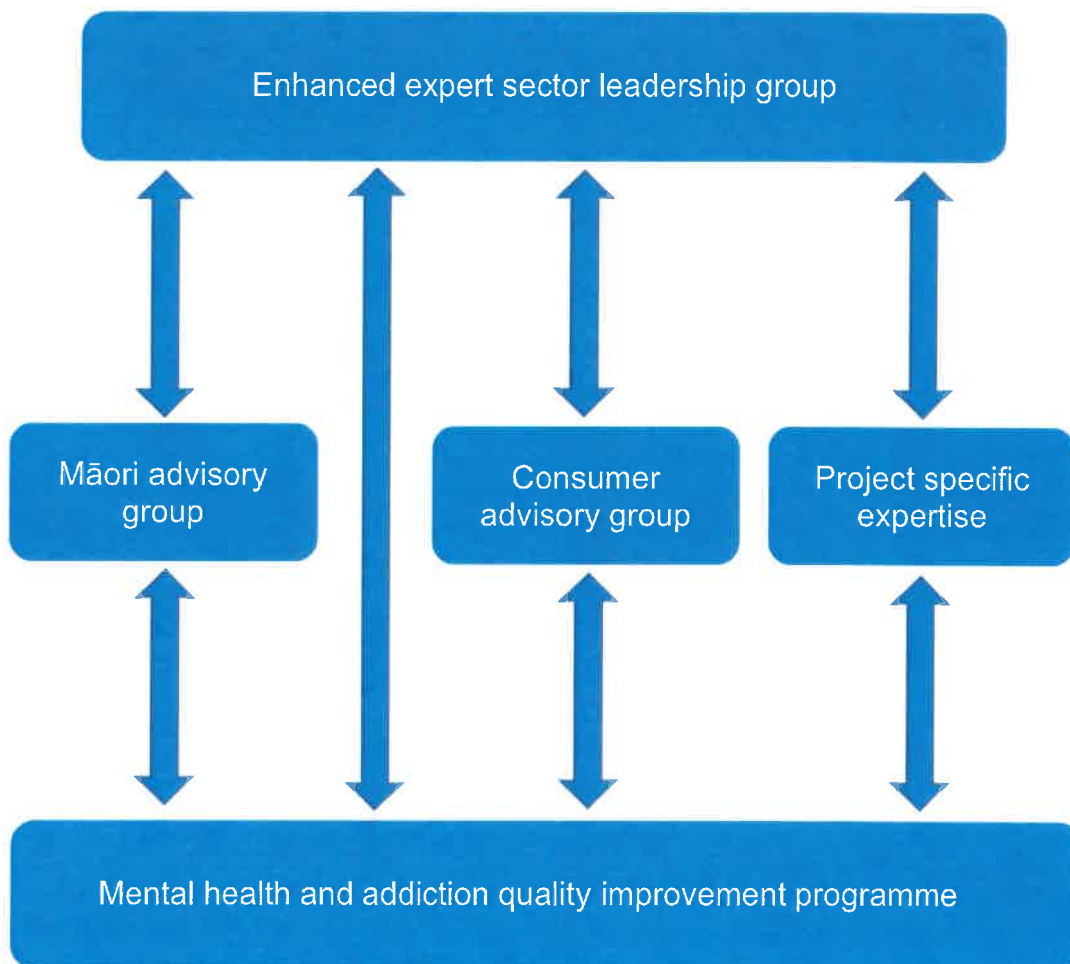 Enhanced expert sector leadership group
Māori advisory
group
Consumer
advisory group
Project specific
expertise
Mental health and addiction quality improvement programme